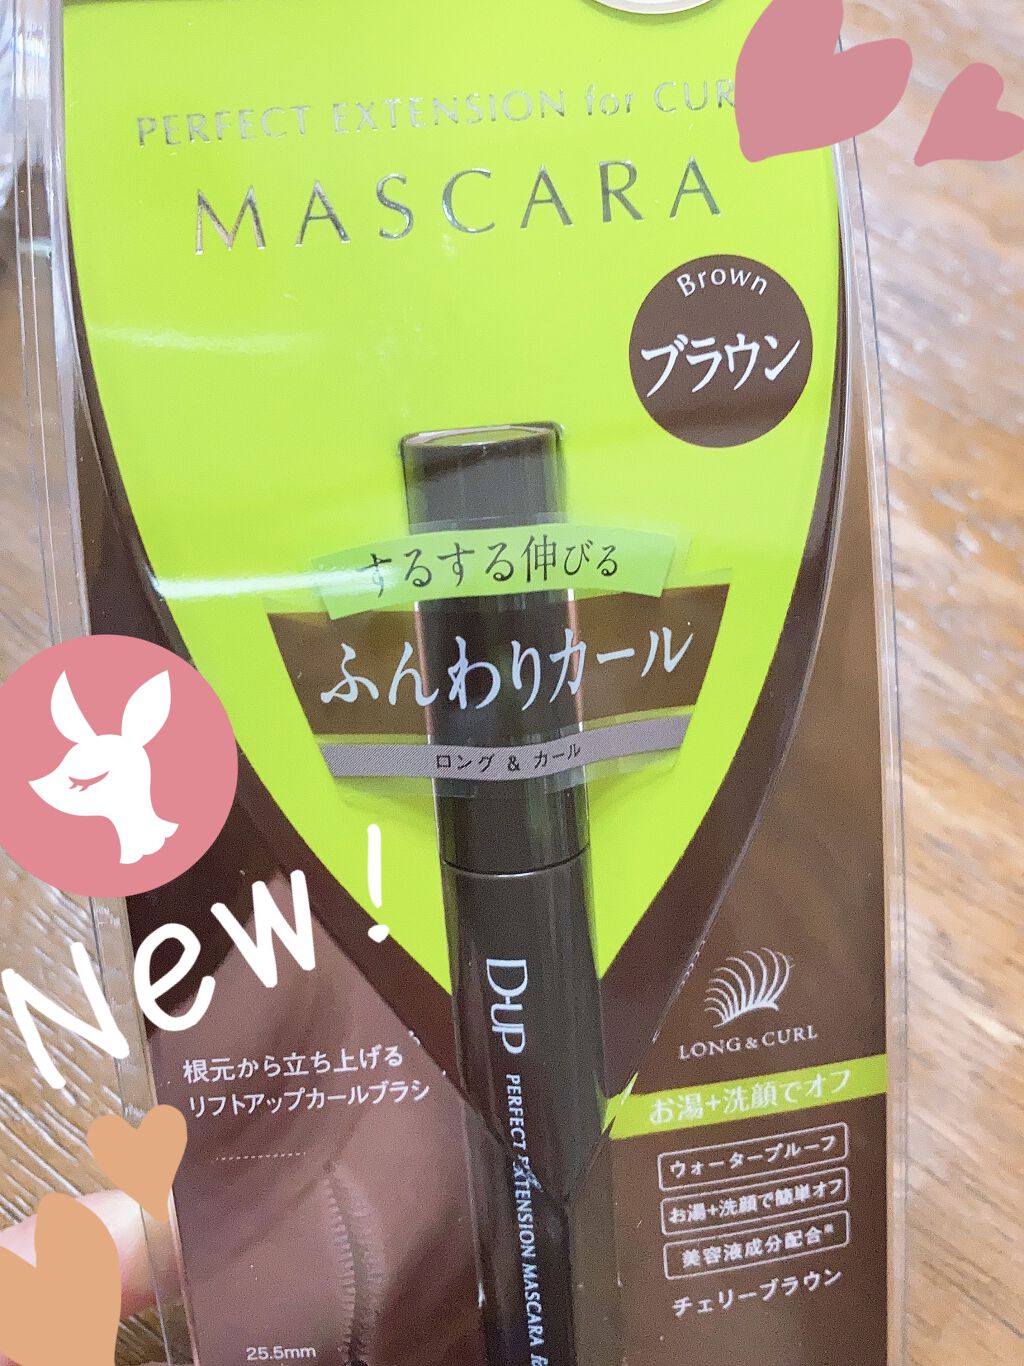 PERFECT EXTENSION for CUR
MASCARA
Brown
ブラウン
するする伸びる
ふんわりカール
ロング & カール
New!
D-UP
PERFECT EXTENSION MASCARA
LONG & CURL
お湯+洗顔でオフ
根元から立ち上げる
リフトアップカールブラシ
ウォータープルーフ
お湯+洗顔で簡単オフ
美容液成分配合*
チェリーブラウン
25.5mm